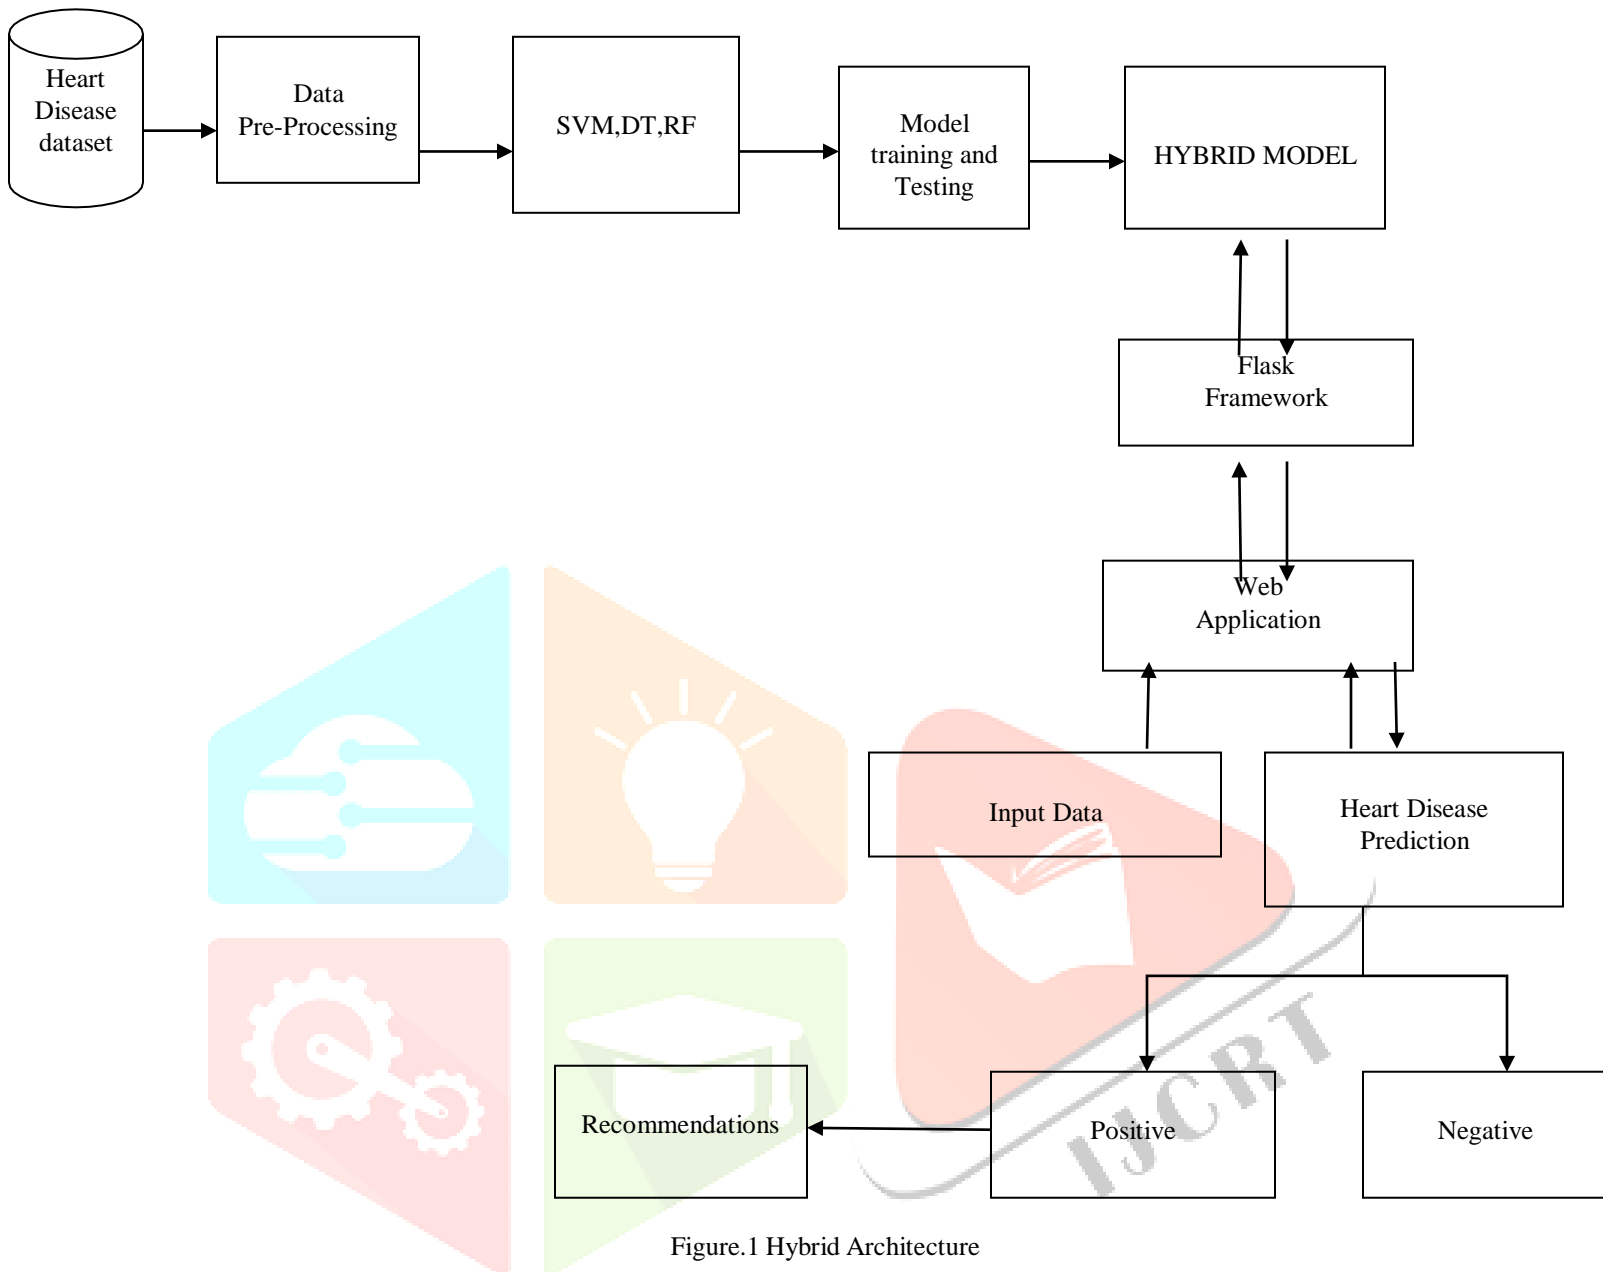 Heart
Disease
dataset
Data
Pre-Processing
SVM,DT,RF
Model
training and
Testing
HYBRID MODEL
Flask
Framework
Web
Application
Input Data
Heart Disease
Prediction
Recommendations
Positive
Negative
IJCRT
Figure.1 Hybrid Architecture